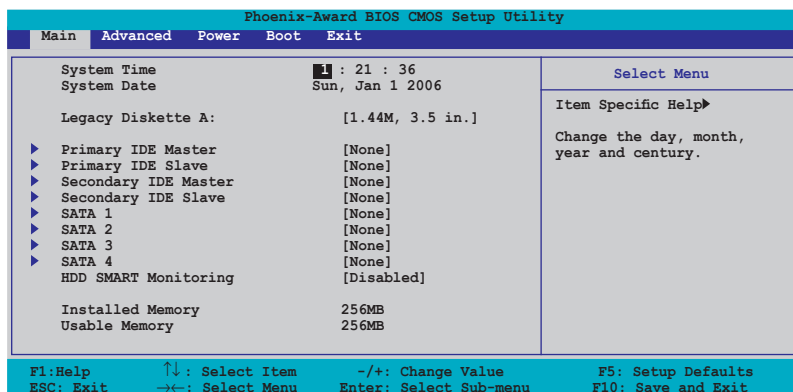 Phoenix-Award BIOS CMOS Setup Utility
Main Advanced Power Boot Exit
System Time 1 : 21 : 36
System Date Sun, Jan 1 2006
Legacy Diskette A: [1.44M, 3.5 in.]
Primary IDE Master [None]
Primary IDE Slave [None]
Secondary IDE Master [None]
Secondary IDE Slave [None]
SATA 1 [None]
SATA 2 [None]
SATA 3 [None]
SATA 4 [None]
HDD SMART Monitoring [Disabled]
Installed Memory 256MB
Usable Memory 256MB
Select Menu
Item Specific Help
Change the day, month,
year and century.
F1:Help ↑↓: Select Item -/+: Change Value F5: Setup Defaults
ESC: Exit →←: Select Menu Enter: Select Sub-menu F10: Save and Exit